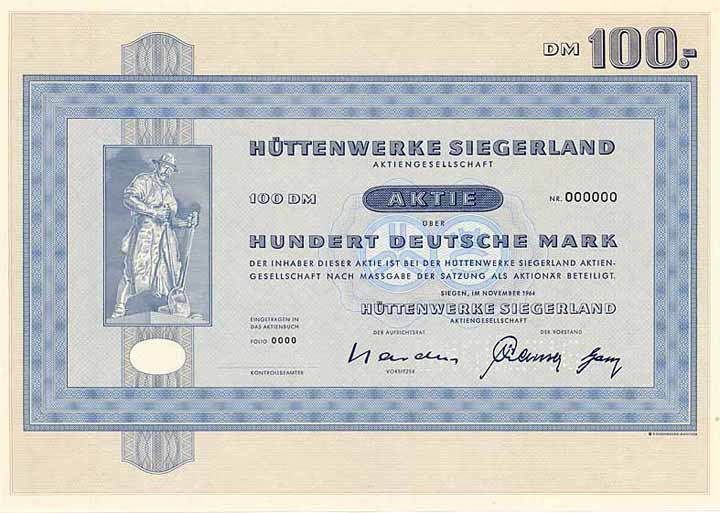 DM 100.-
HÜTTENWERKE SIEGERLAND
AKTIENGESELLSCHAFT
100 DM AKTIE NR. 000000
ÜBER
HUNDERT DEUTSCHE MARK
DER INHABER DIESER AKTIE IST BEI DER HÜTTENWERKE SIEGERLAND AKTIEN-
GESELLSCHAFT NACH MASSGABE DER SATZUNG ALS AKTIONÄR BETEILIGT.
SIEGEN, IM NOVEMBER 1964
HÜTTENWERKE SIEGERLAND
AKTIENGESELLSCHAFT
EINGETRAGEN IN
DAS AKTIENBUCH
FOLIO 0000
KONTROLLBEAMTER
DER AUFSICHTSRAT
VORSITZER
DER VORSTAND